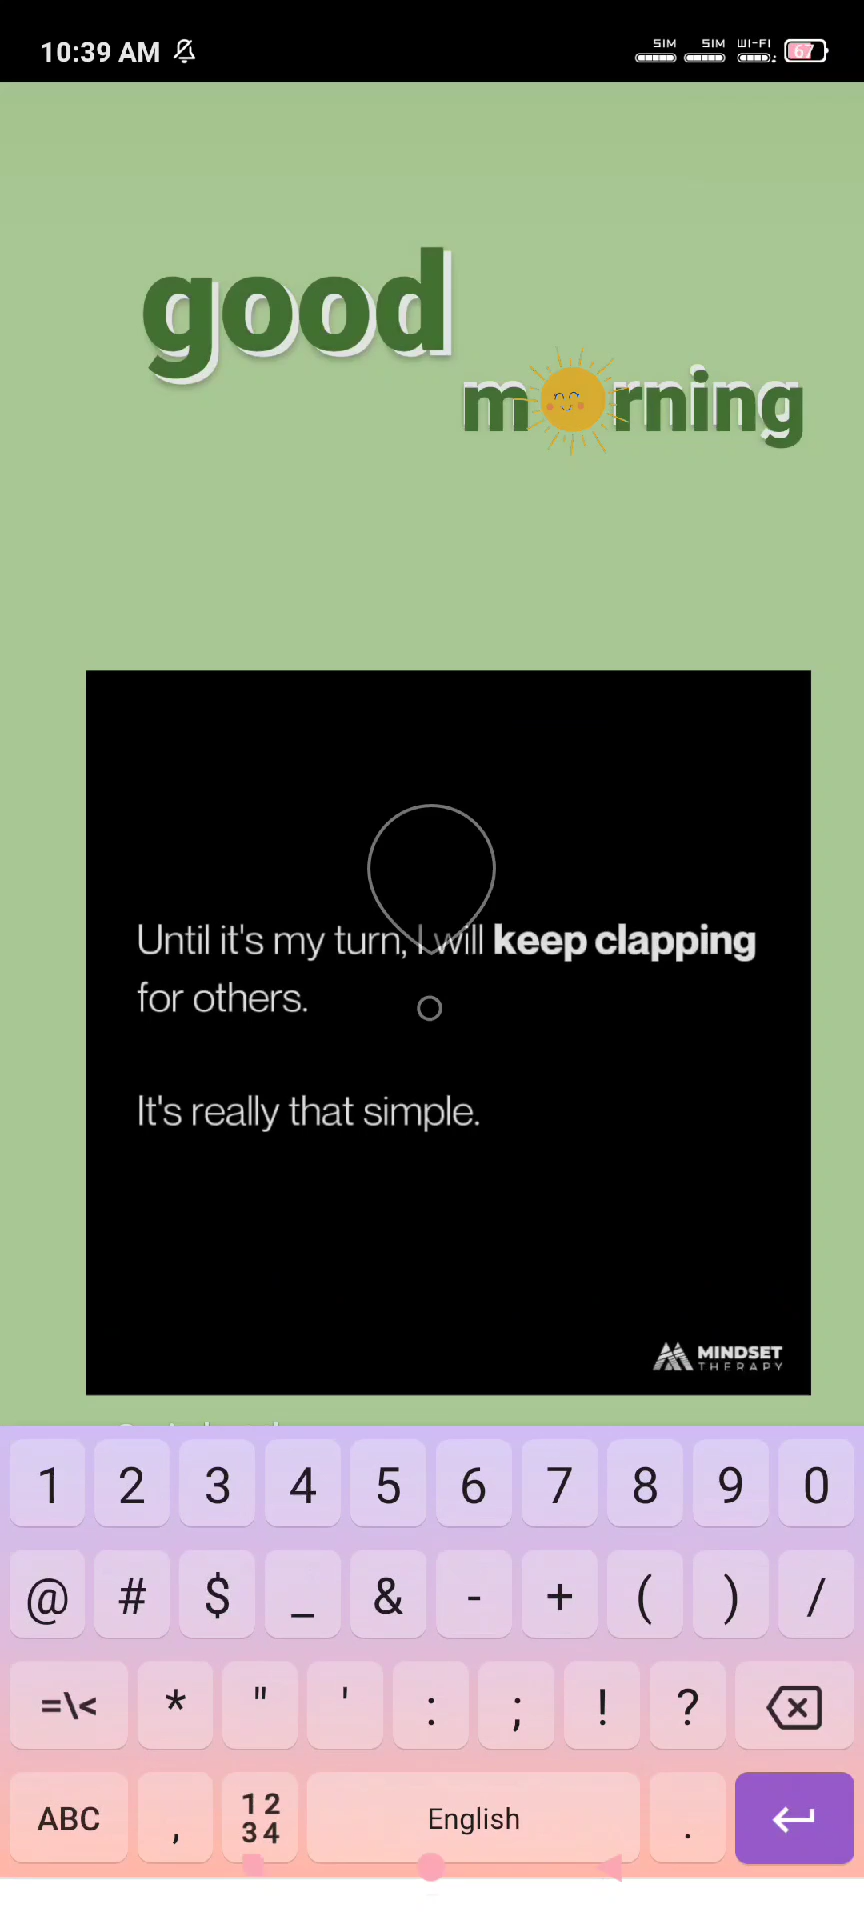 10:39 AM SIM SIM WI-FI 67
good
morning
Until it's my turn, I will keep clapping
for others.
It's really that simple.
MINDSET
THERAPY
1 2 3 4 5 6 7 8 9 0
@ # $ _ & - + ( ) /
=\< * " ' : ; ! ?
ABC , 12 34 English .